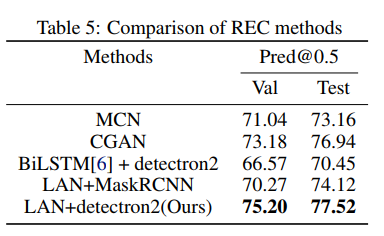 Table 5: Comparison of REC methods
Methods Pred@0.5
Val Test
MCN 71.04 73.16
CGAN 73.18 76.94
BiLSTM[6] + detectron2 66.57 70.45
LAN+MaskRCNN 70.27 74.12
LAN+detectron2(Ours) 75.20 77.52